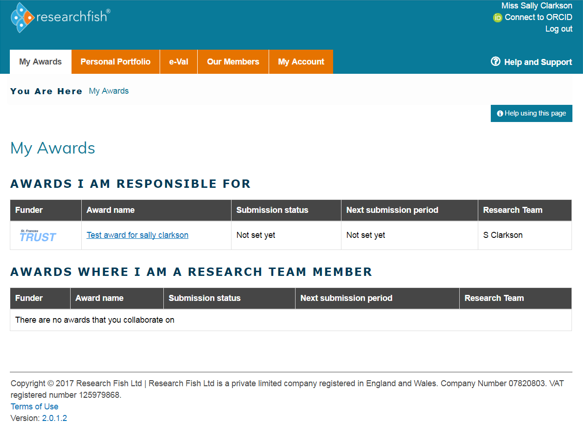 researchfish®
Miss Sally Clarkson
Connect to ORCID
Log out
My Awards Personal Portfolio e-Val Our Members My Account
Help and Support
You Are Here My Awards
Help using this page
My Awards
AWARDS I AM RESPONSIBLE FOR
Funder Award name Submission status Next submission period Research Team
St. Frances TRUST Test award for sally clarkson Not set yet Not set yet S Clarkson
AWARDS WHERE I AM A RESEARCH TEAM MEMBER
Funder Award name Submission status Next submission period Research Team
There are no awards that you collaborate on
Copyright © 2017 Research Fish Ltd | Research Fish Ltd is a private limited company registered in England and Wales. Company Number 07820803. VAT
registered number 125979868.
Terms of Use
Version: 2.0.1.2